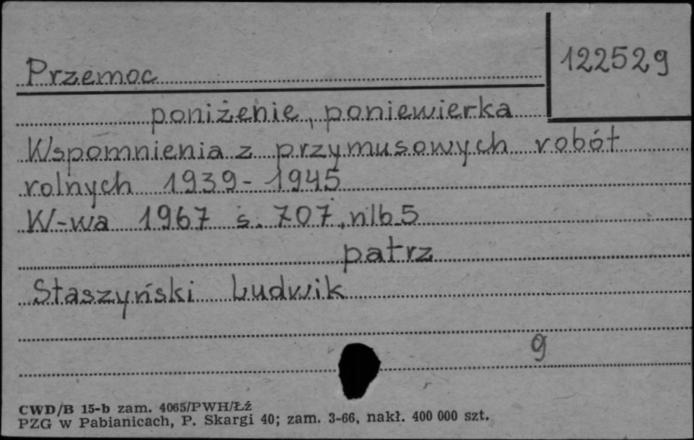 Przemoc
122529
poniżenie, poniewierka
Wspomnienia z przymusowych robót
rolnych 1939-1945
W-wa 1967 s. 707, nlb 5
patrz
Staszyński Ludwik
9
CWD/B 15-b zam. 4065/PWH/Łź
PZG w Pabianicach, P. Skargi 40; zam. 3-66, nakł. 400 000 szt.